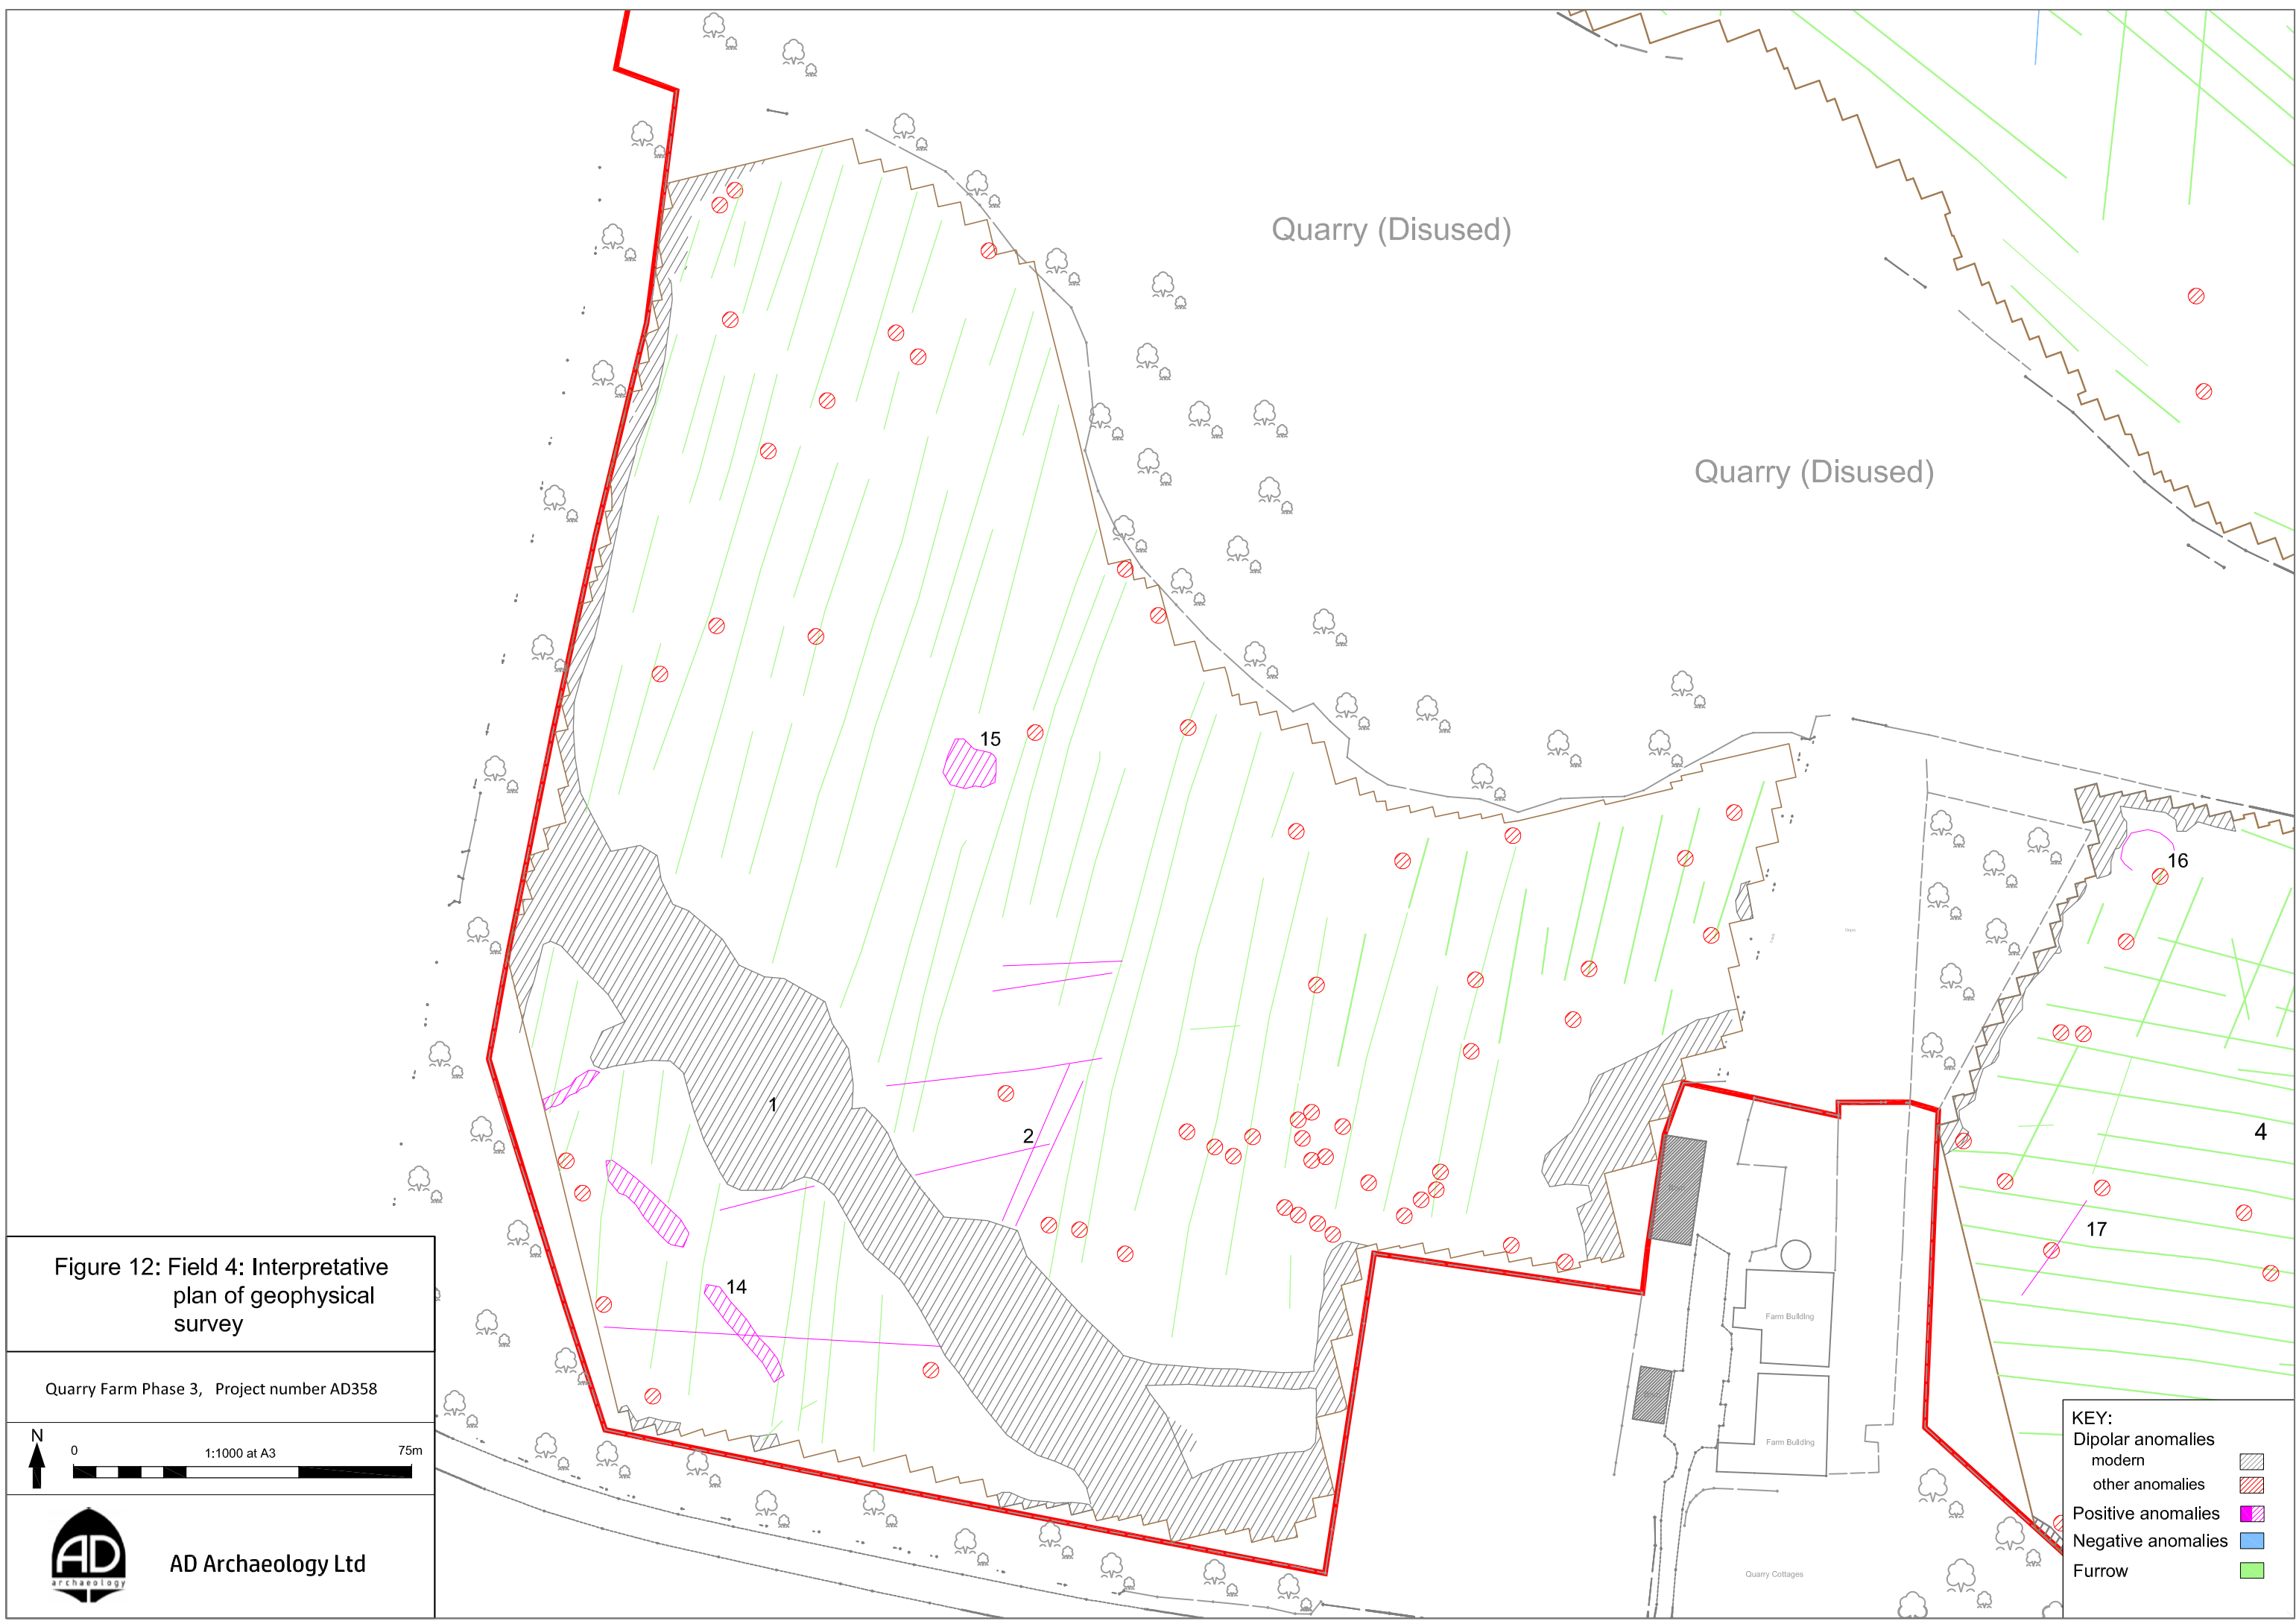 Quarry (Disused)
Quarry (Disused)
15
16
1
2
4
17
14
Farm Building
Farm Building
Quarry Cottages
Figure 12: Field 4: Interpretative
plan of geophysical
survey
Quarry Farm Phase 3, Project number AD358
N
0
1:1000 at A3
75m
AD
archaeology
AD Archaeology Ltd
KEY:
Dipolar anomalies
modern
other anomalies
Positive anomalies
Negative anomalies
Furrow